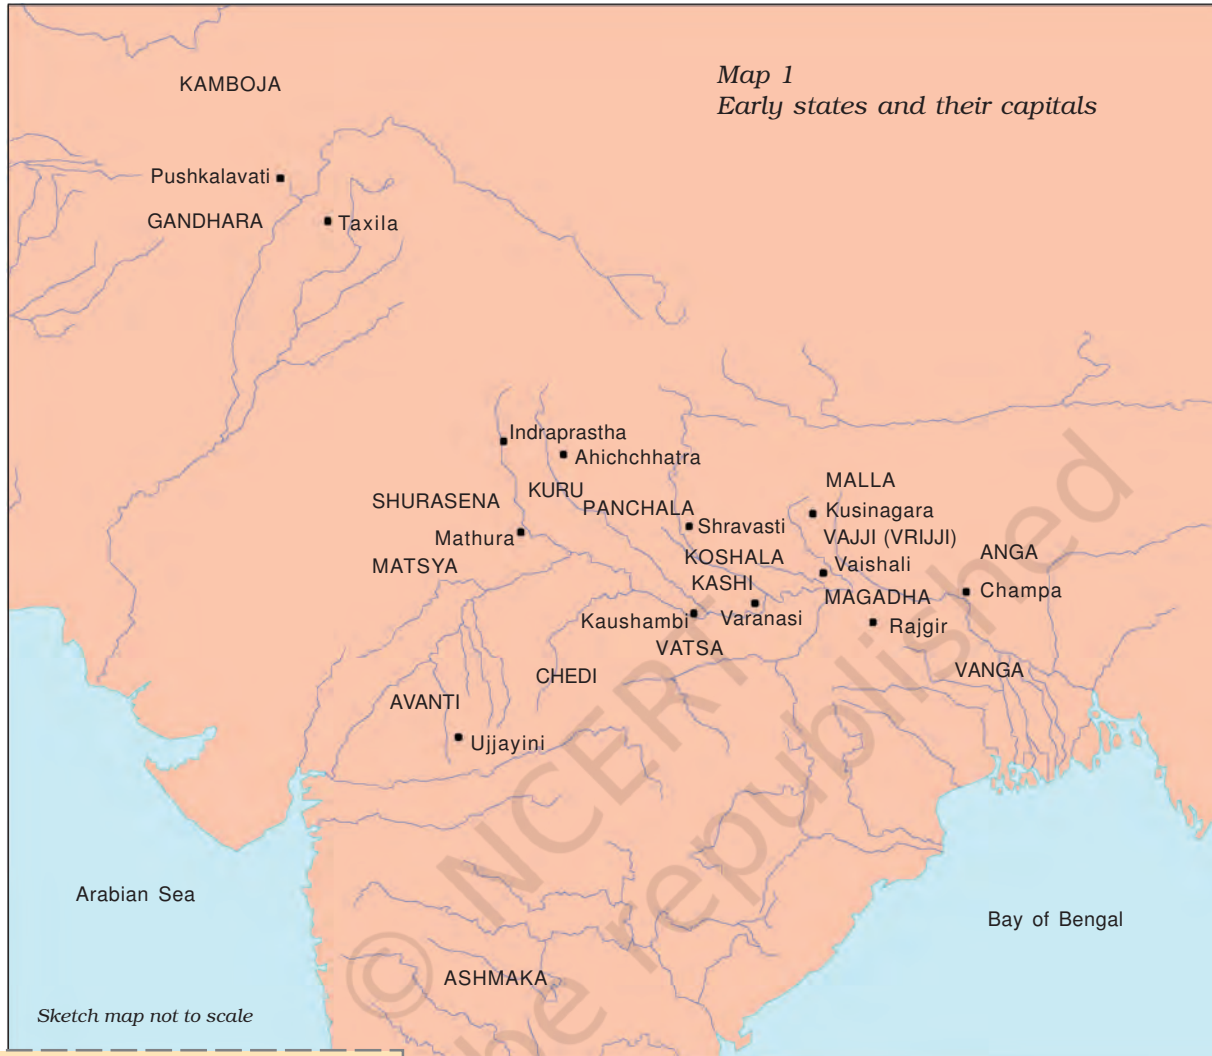 Map 1
Early states and their capitals
KAMBOJA
Pushkalavati
GANDHARA
Taxila
Indraprastha
Ahichchhatra
MALLA
KURU
SHURASENA
PANCHALA
Kusinagara
Shravasti
Mathura
VAJJI (VRIJJI)
KOSHALA
Vaishali
ANGA
MATSYA
KASHI
Champa
MAGADHA
Kaushambi
Varanasi
Rajgir
VATSA
CHEDI
VANGA
AVANTI
Ujjayini
Arabian Sea
Bay of Bengal
ASHMAKA
Sketch map not to scale
© NCERT
be republished